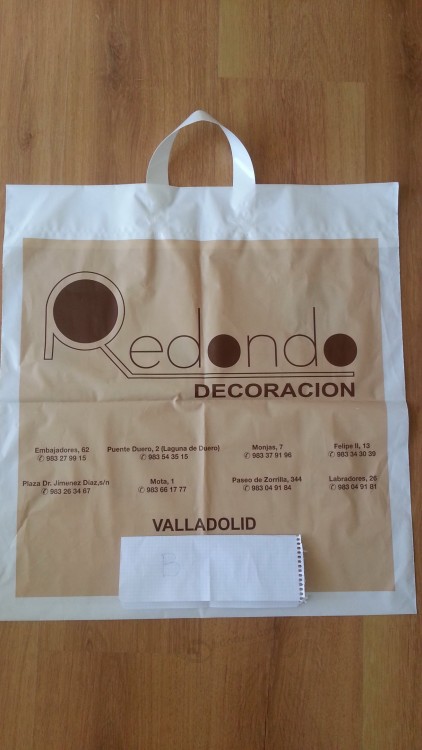 Redondo
DECORACION
Embajadores, 62
✆ 983 27 99 15
Puente Duero, 2 (Laguna de Duero)
✆ 983 54 35 15
Monjas, 7
✆ 983 37 91 96
Felipe II, 13
✆ 983 34 30 39
Plaza Dr. Jimenez Díaz,s/n
✆ 983 26 34 67
Mota, 1
✆ 983 66 17 77
Paseo de Zorrilla, 344
✆ 983 04 91 84
Labradores, 26
✆ 983 04 91 81
VALLADOLID